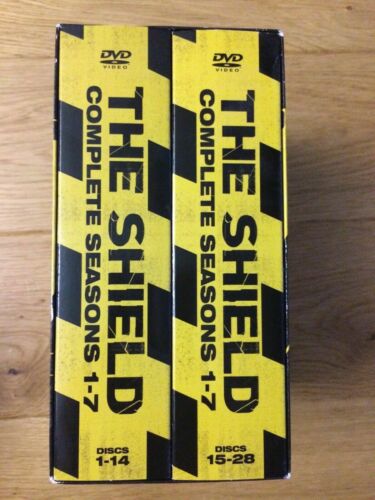 DVD
VIDEO
THE SHIELD
COMPLETE SEASONS 1-7
DISCS
1-14
DVD
VIDEO
THE SHIELD
COMPLETE SEASONS 1-7
DISCS
15-28